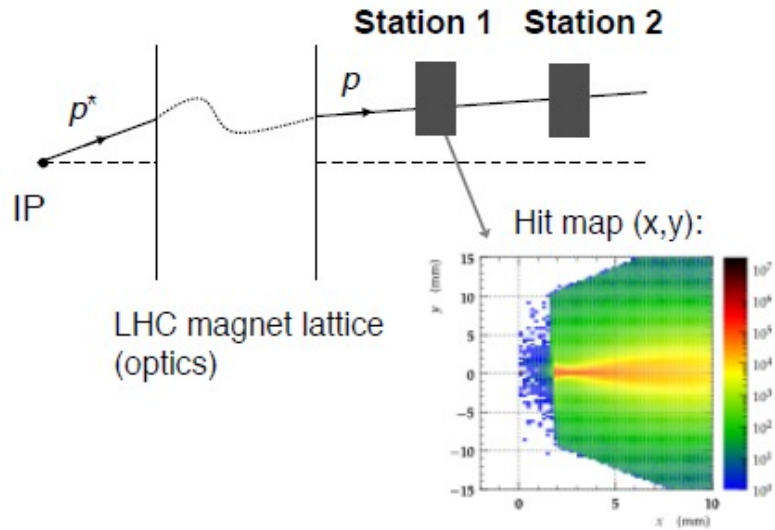 Station 1 Station 2
p*
p
IP
Hit map (x,y):
LHC magnet lattice
(optics)
y (mm)
15
10
5
0
−5
−10
−15
0 5 10
x (mm)
10⁷
10⁶
10⁵
10⁴
10³
10²
10¹
10⁰